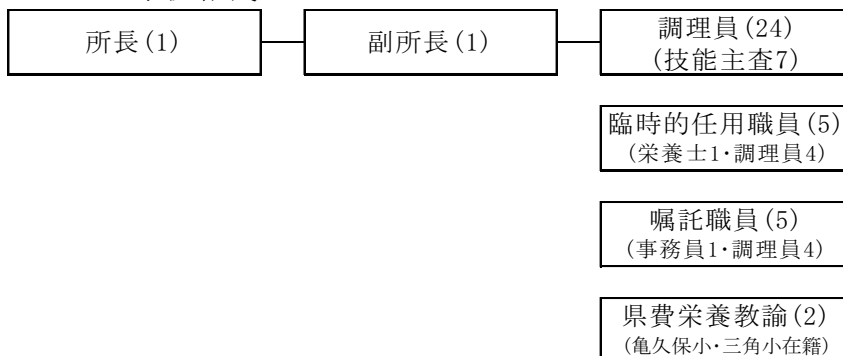 所長(1)
副所長(1)
調理員(24)
(技能主査7)
臨時的任用職員(5)
(栄養士1・調理員4)
嘱託職員(5)
(事務員1・調理員4)
県費栄養教諭(2)
(亀久保小・三角小在籍)